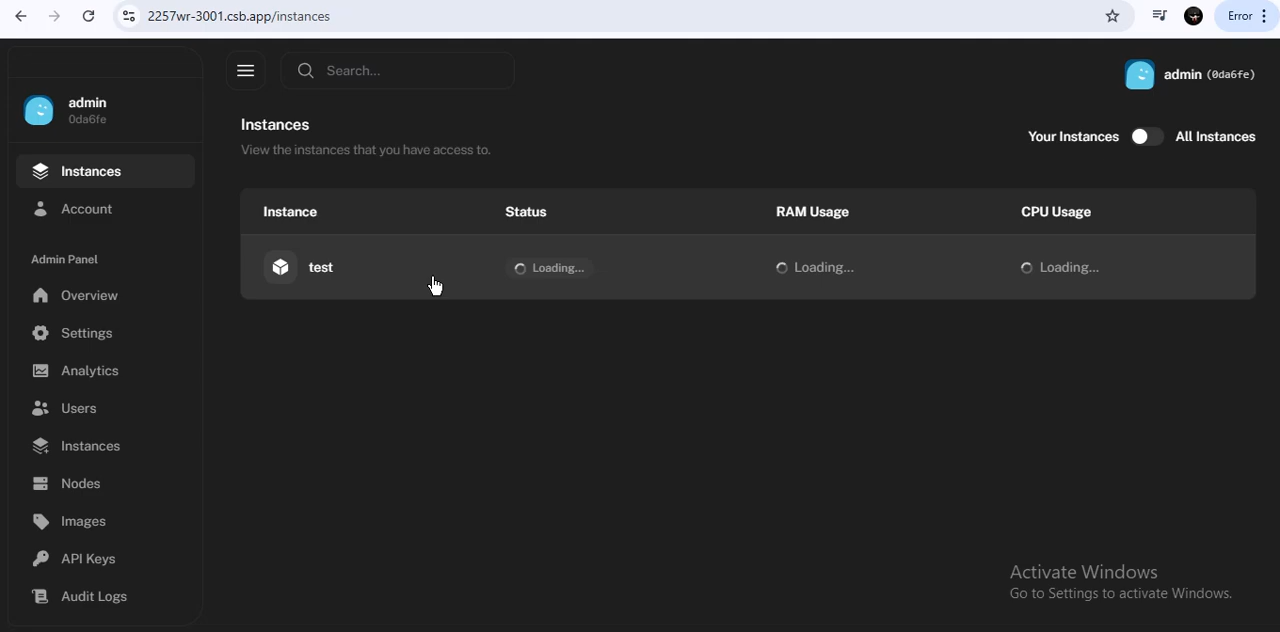 2257wr-3001.csb.app/instances
Error
admin
0da6fe
Search...
admin (0da6fe)
Instances
View the instances that you have access to.
Your Instances
All Instances
Instances
Account
Admin Panel
Overview
Settings
Analytics
Users
Instances
Nodes
Images
API Keys
Audit Logs
Instance Status RAM Usage CPU Usage
test Loading... Loading... Loading...
Activate Windows
Go to Settings to activate Windows.